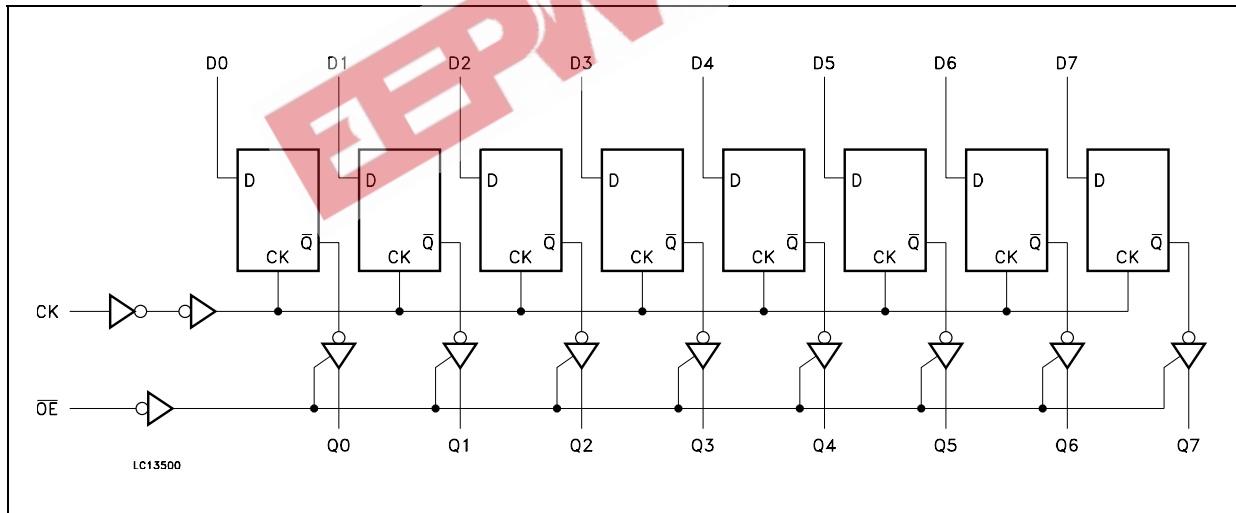 EEPW
D0 D1 D2 D3 D4 D5 D6 D7
D D D D D D D D
Q̅ Q̅ Q̅ Q̅ Q̅ Q̅ Q̅ Q̅
CK CK CK CK CK CK CK CK
CK
O̅E̅
Q0 Q1 Q2 Q3 Q4 Q5 Q6 Q7
LC13500